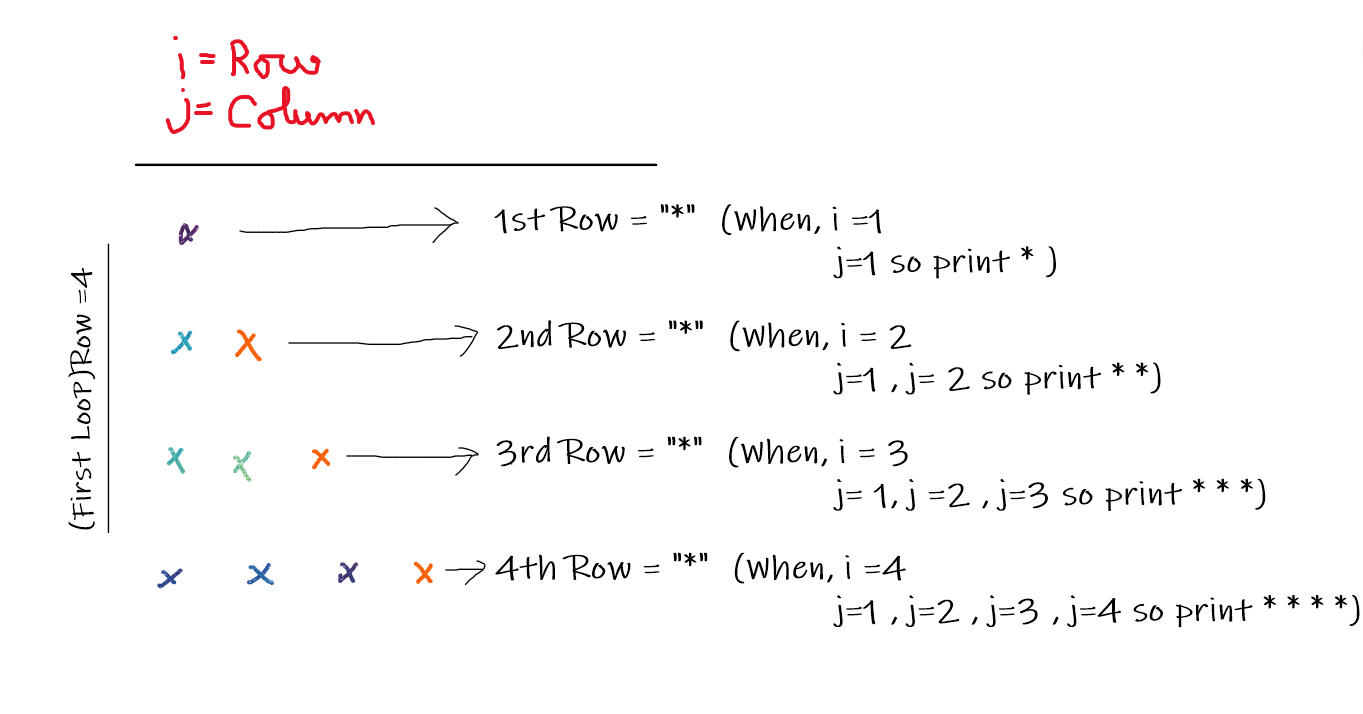 i = Row
j = Column
(First LooP)Row =4
* 1st Row = "*" (When, i =1
j=1 so print * )
x x 2nd Row = "*" (When, i = 2
j=1 , j= 2 so print * *)
x x x 3rd Row = "*" (When, i = 3
j= 1, j =2 , j=3 so print * * *)
x x x x 4th Row = "*" (When, i =4
j=1 , j=2 , j=3 , j=4 so print * * * *)